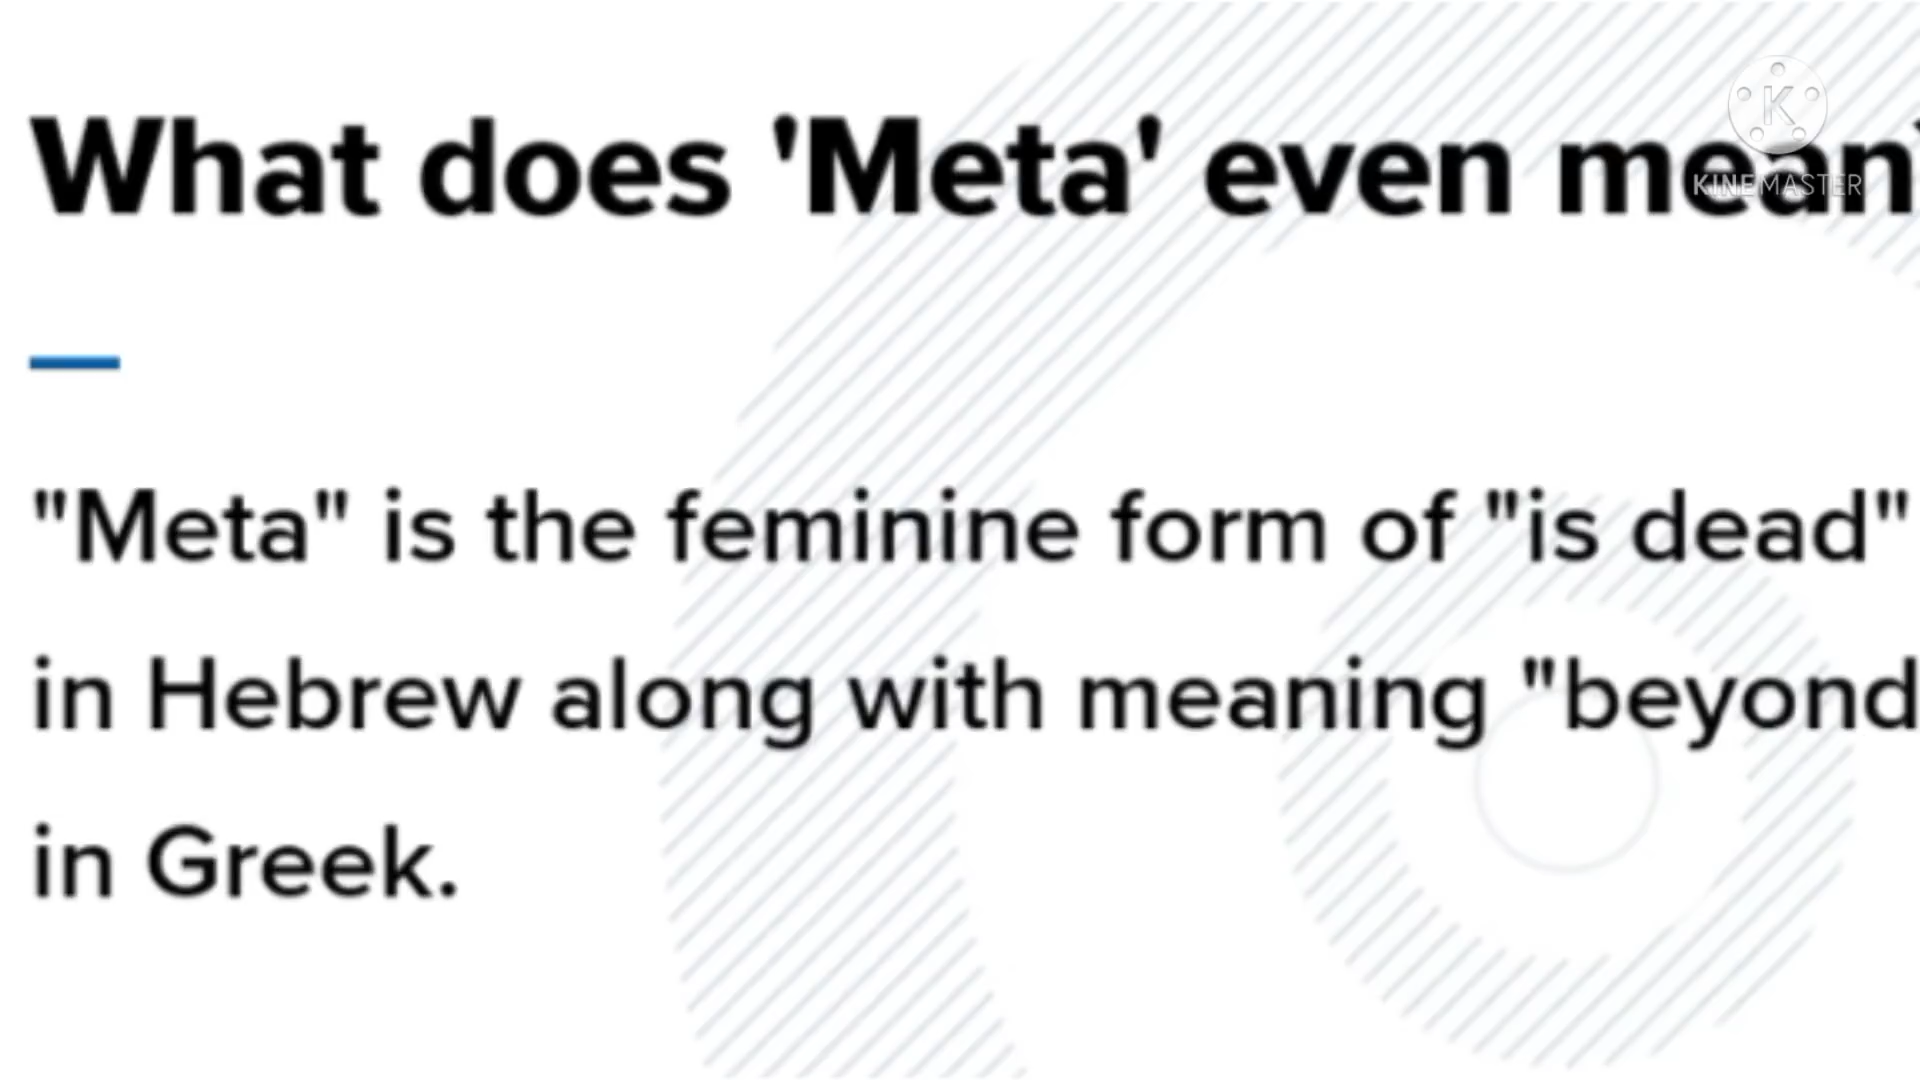 What does 'Meta' even mean
KINEMASTER
"Meta" is the feminine form of "is dead"
in Hebrew along with meaning "beyond
in Greek.